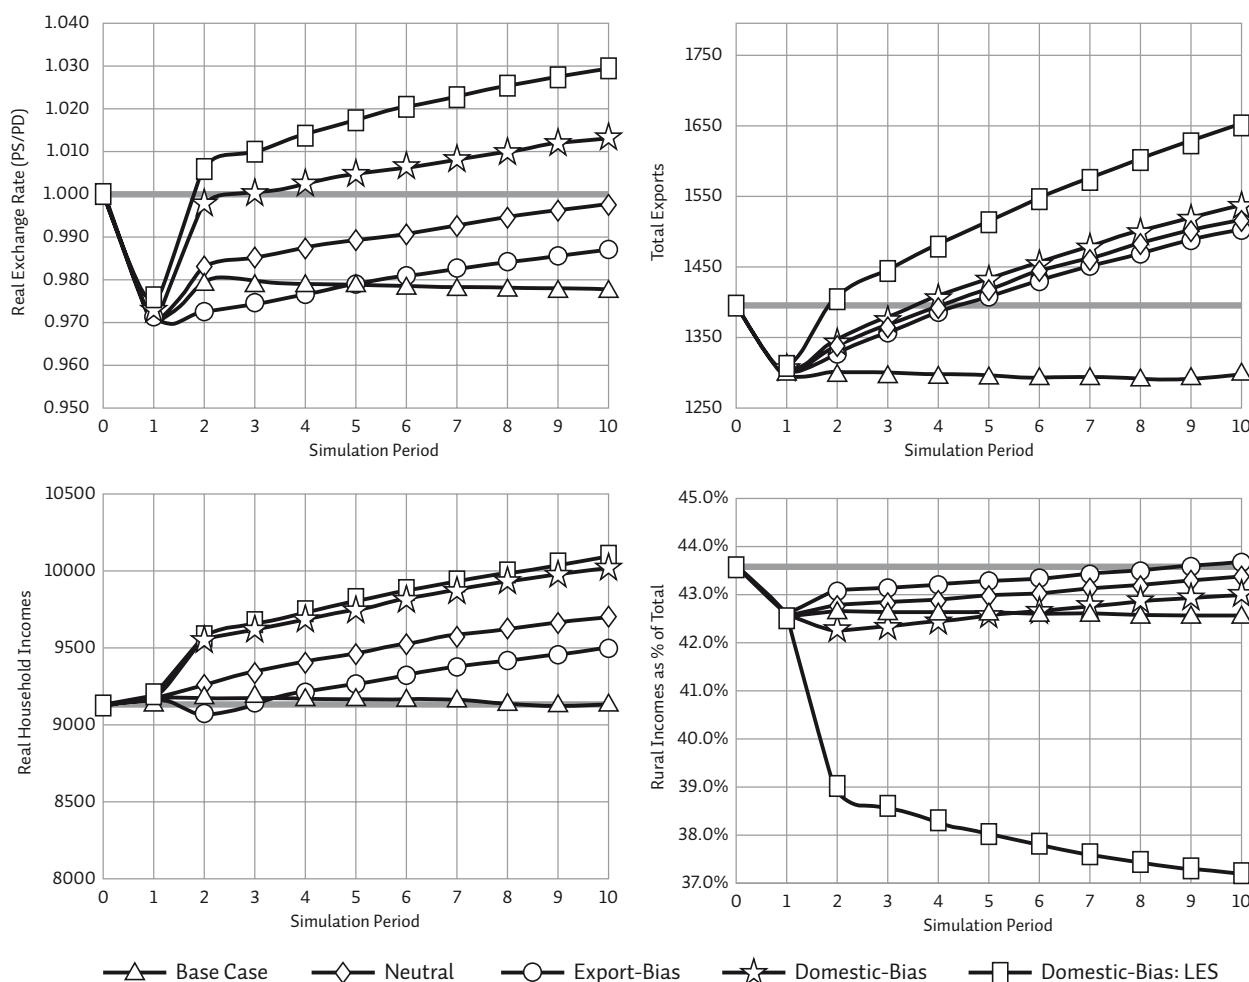 1.040
1.030
1.020
1.010
1.000
0.990
0.980
0.970
0.960
0.950
Real Exchange Rate (PS/PD)
0 1 2 3 4 5 6 7 8 9 10
Simulation Period
1750
1650
1550
1450
1350
1250
Total Exports
0 1 2 3 4 5 6 7 8 9 10
Simulation Period
10500
10000
9500
9000
8500
8000
Real Household Incomes
0 1 2 3 4 5 6 7 8 9 10
Simulation Period
45.0%
44.0%
43.0%
42.0%
41.0%
40.0%
39.0%
38.0%
37.0%
Rural Incomes as % of Total
0 1 2 3 4 5 6 7 8 9 10
Simulation Period
Base Case Neutral Export-Bias Domestic-Bias Domestic-Bias: LES